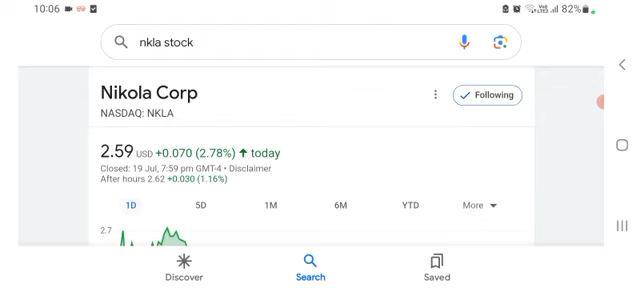 10:06 82%
nkla stock
Nikola Corp
Following
NASDAQ: NKLA
2.59 USD +0.070 (2.78%) today
Closed: 19 Jul, 7:59 pm GMT-4 • Disclaimer
After hours 2.62 +0.030 (1.16%)
1D 5D 1M 6M YTD More
2.7
Discover Search Saved